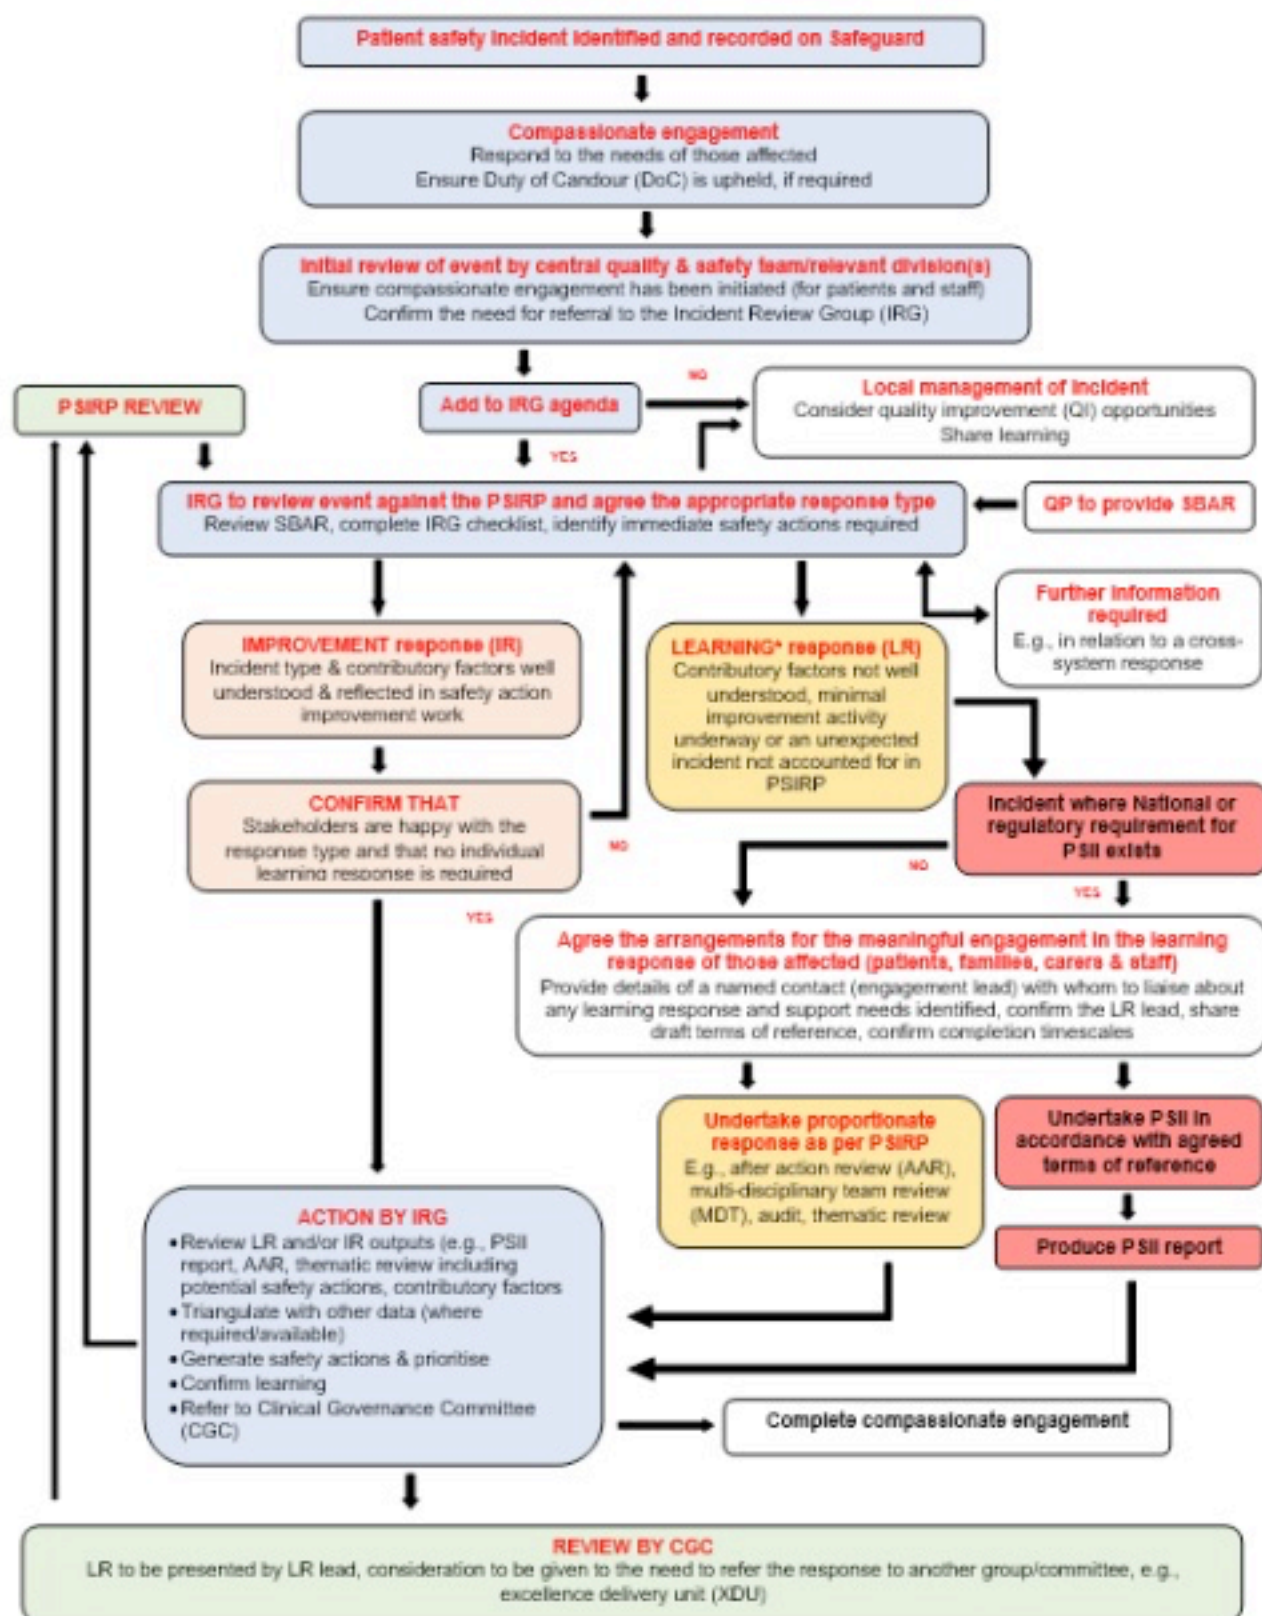 Patient safety incident identified and recorded on Safeguard
Compassionate engagement
Respond to the needs of those affected
Ensure Duty of Candour (DoC) is upheld, if required
Initial review of event by central quality & safety team/relevant division(s)
Ensure compassionate engagement has been initiated (for patients and staff)
Confirm the need for referral to the Incident Review Group (IRG)
PSIRP REVIEW
Add to IRG agenda
NO
Local management of incident
Consider quality improvement (QI) opportunities
Share learning
YES
IRG to review event against the PSIRP and agree the appropriate response type
Review SBAR, complete IRG checklist, identify immediate safety actions required
QP to provide SBAR
Further information
required
E.g., in relation to a cross-
system response
IMPROVEMENT response (IR)
Incident type & contributory factors well
understood & reflected in safety action
improvement work
LEARNING* response (LR)
Contributory factors not well
understood, minimal
improvement activity
underway or an unexpected
incident not accounted for in
PSIRP
CONFIRM THAT
Stakeholders are happy with the
response type and that no individual
learning response is required
NO
YES
Incident where National or
regulatory requirement for
PSII exists
NO
YES
Agree the arrangements for the meaningful engagement in the learning
response of those affected (patients, families, carers & staff)
Provide details of a named contact (engagement lead) with whom to liaise about
any learning response and support needs identified, confirm the LR lead, share
draft terms of reference, confirm completion timescales
Undertake proportionate
response as per PSIRP
E.g., after action review (AAR),
multi-disciplinary team review
(MDT), audit, thematic review
Undertake PSII in
accordance with agreed
terms of reference
Produce PSII report
ACTION BY IRG
• Review LR and/or IR outputs (e.g., PSII
report, AAR, thematic review including
potential safety actions, contributory factors
• Triangulate with other data (where
required/available)
• Generate safety actions & prioritise
• Confirm learning
• Refer to Clinical Governance Committee
(CGC)
Complete compassionate engagement
REVIEW BY CGC
LR to be presented by LR lead, consideration to be given to the need to refer the response to another group/committee, e.g.,
excellence delivery unit (XDU)